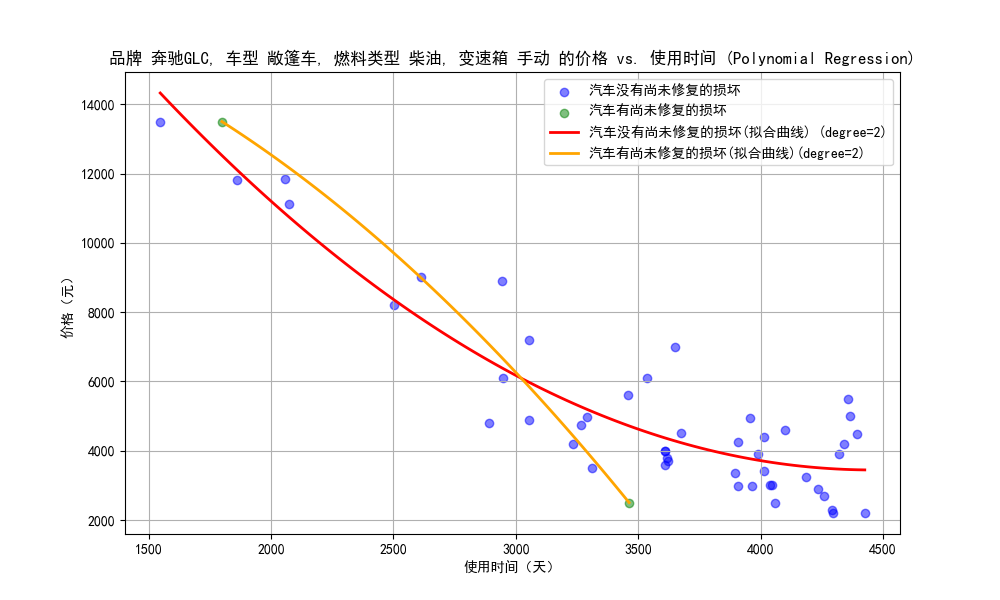 品牌 奔驰GLC, 车型 敞篷车, 燃料类型 柴油, 变速箱 手动 的价格 vs. 使用时间 (Polynomial Regression)
汽车没有尚未修复的损坏
汽车有尚未修复的损坏
汽车没有尚未修复的损坏(拟合曲线) (degree=2)
汽车有尚未修复的损坏(拟合曲线)(degree=2)
价格（元）
14000
12000
10000
8000
6000
4000
2000
1500 2000 2500 3000 3500 4000 4500
使用时间（天）